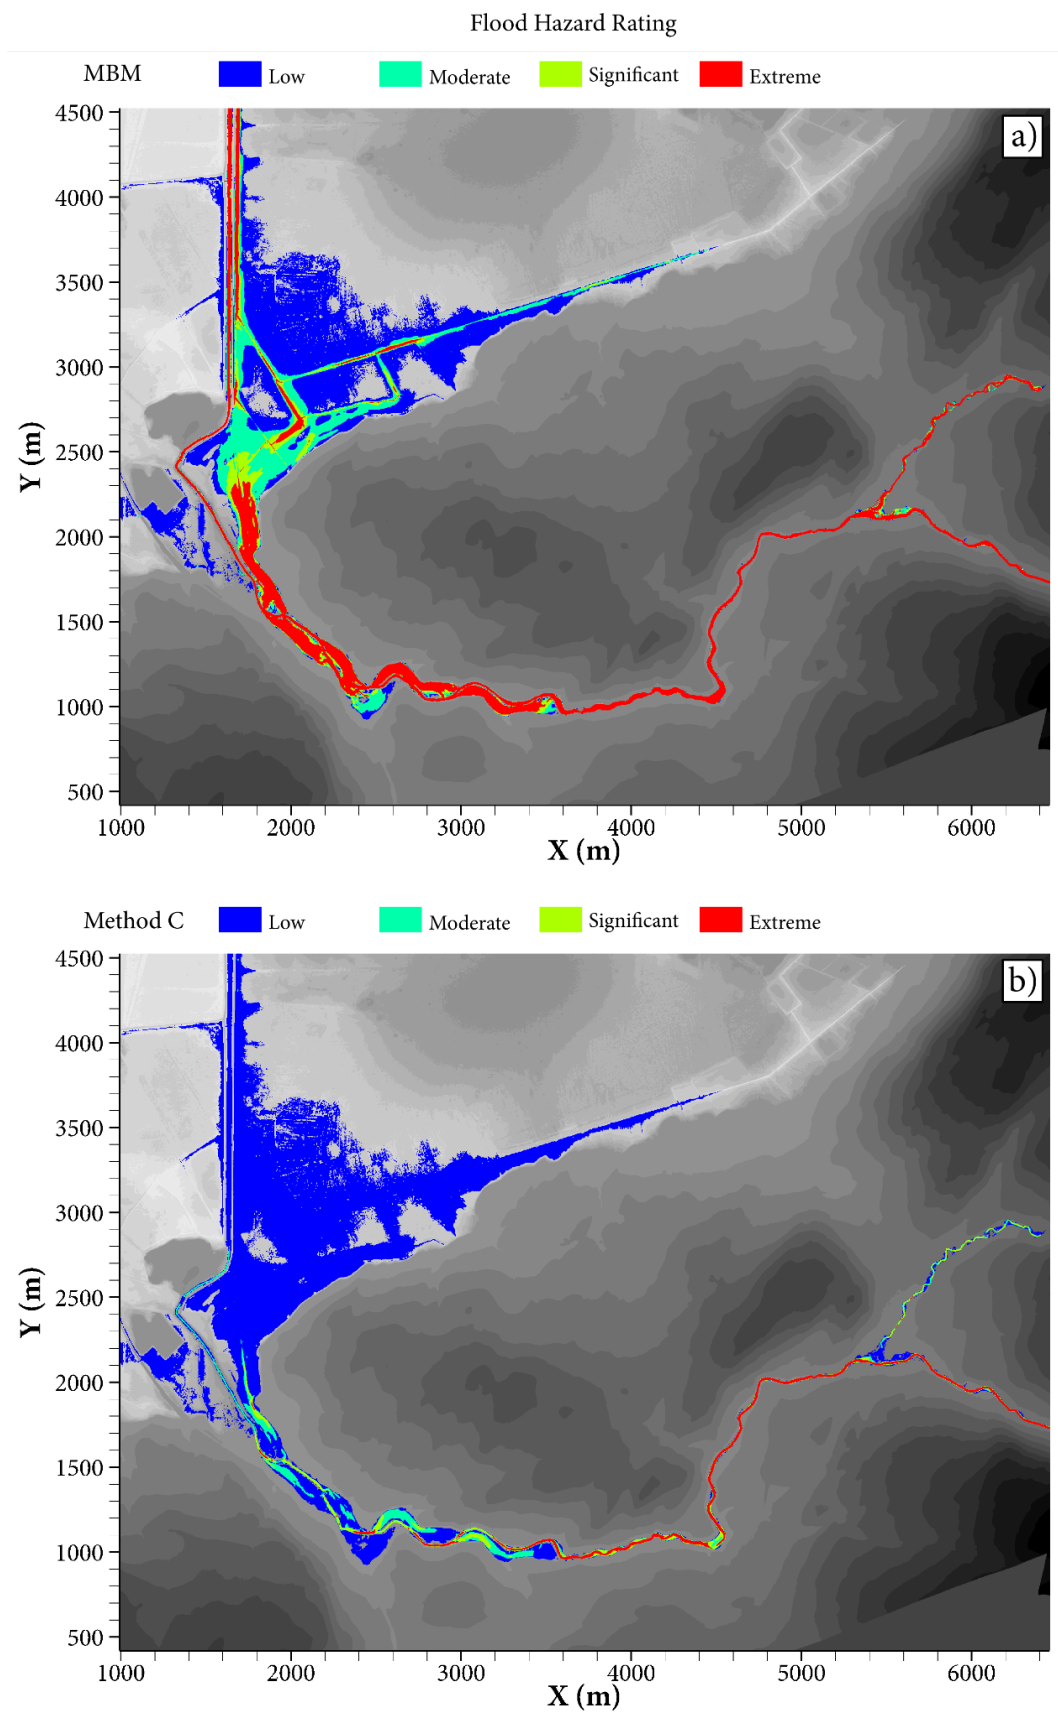 Flood Hazard Rating
MBM Low Moderate Significant Extreme
a)
4500
4000
3500
3000
2500
2000
1500
1000
500
Y (m)
1000 2000 3000 4000 5000 6000
X (m)
Method C Low Moderate Significant Extreme
b)
4500
4000
3500
3000
2500
2000
1500
1000
500
Y (m)
1000 2000 3000 4000 5000 6000
X (m)